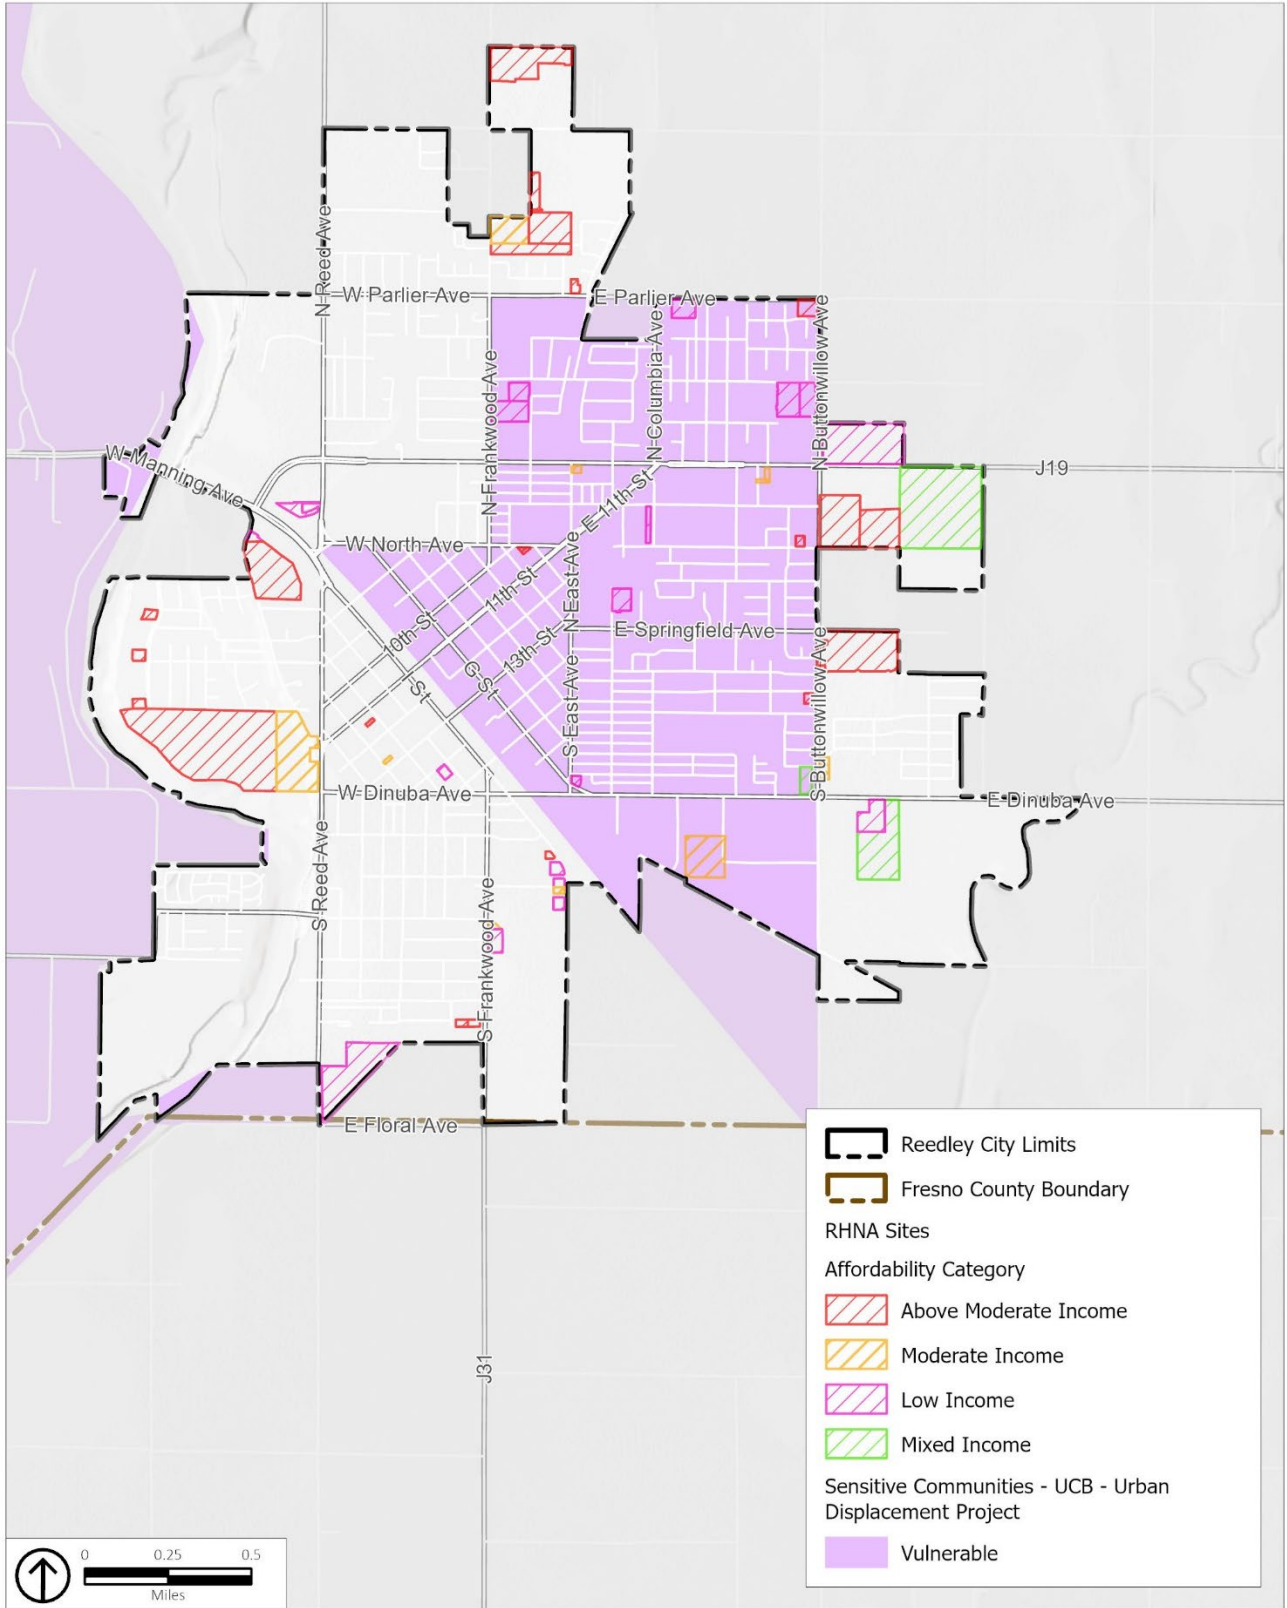 N Reed Ave
W Parlier Ave
E Parlier Ave
N Frankwood Ave
N Columbia Ave
N Buttonwillow Ave
W Manning Ave
J19
E 11th St
W North Ave
11th St
10th St
13th St
N East Ave
E Springfield Ave
G St
St
S East Ave
S Buttonwillow Ave
W Dinuba Ave
E Dinuba Ave
S Reed Ave
S Frankwood Ave
E Floral Ave
J31
Reedley City Limits
Fresno County Boundary
RHNA Sites
Affordability Category
Above Moderate Income
Moderate Income
Low Income
Mixed Income
Sensitive Communities - UCB - Urban
Displacement Project
Vulnerable
0 0.25 0.5
Miles